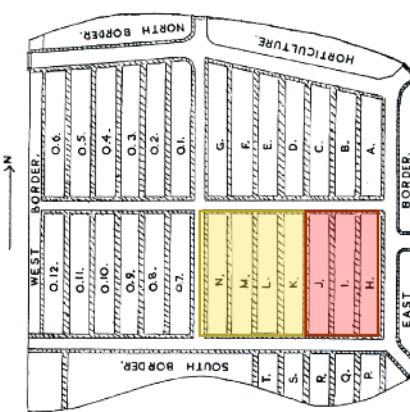 NORTH BORDER.
HORTICULTURE.
WEST BORDER.
O.6.
O.5.
O.4.
O.3.
O.2.
O.1.
G.
F.
E.
D.
C.
B.
A.
BORDER.
N
O.12.
O.11.
O.10.
O.9.
O.8.
O.7.
N.
M.
L.
K.
J.
I.
H.
EAST
SOUTH BORDER
T.
S.
R.
Q.
P.